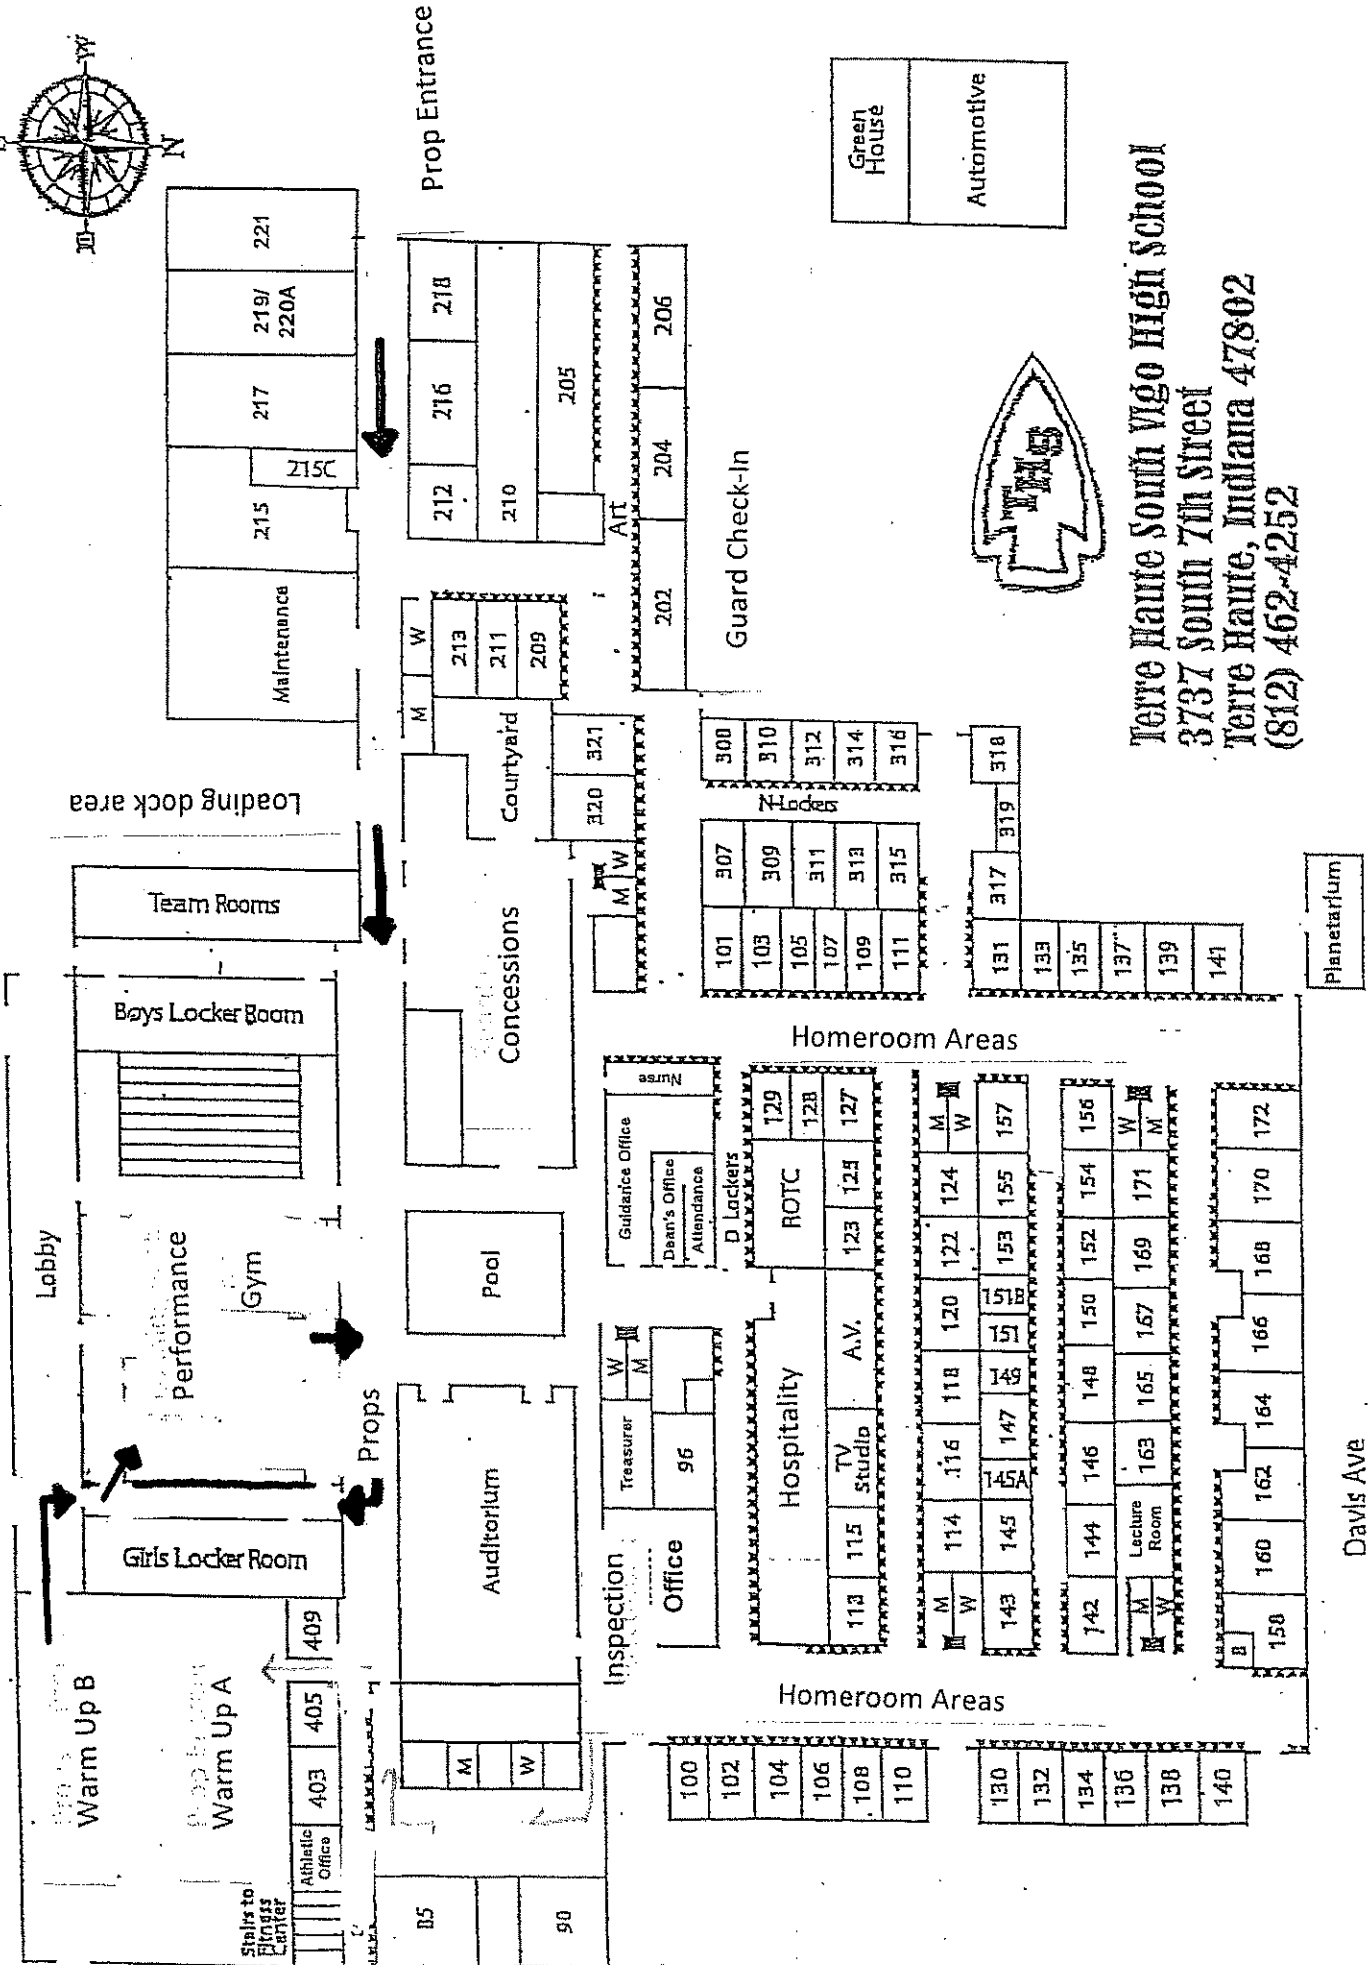 Prop Entrance
W
N
E
221
219/
220A
217
215C
215
Maintenance
218
216
212
210
205
Art
206
204
202
Guard Check-In
Green
House
Automotive
Terre Haute South Vigo High School
3737 South 7th Street
Terre Haute, Indiana 47802
(812) 462-4252
Loading dock area
M
W
213
211
209
Courtyard
321
320
M
W
Team Rooms
Boys Locker Room
Concessions
308
310
312
314
316
N-Lockers
307
309
311
313
315
101
103
105
107
109
111
318
319
317
131
133
135
137
139
141
Planetarium
Homeroom Areas
Lobby
Performance
Gym
Pool
Props
Girls Locker Room
Auditorium
Nurse
Guidance Office
Dean's Office
Attendance
D Lockers
W
M
Treasurer
96
Inspection
Office
129
128
127
ROTC
125
123
Hospitality
A.V.
TV
Studio
115
113
M
W
124
122
120
118
116
114
M
W
157
155
153
151B
151
149
147
145A
145
143
156
154
152
150
148
146
144
142
W
M
171
169
167
165
163
Lecture
Room
M
W
172
170
168
166
164
162
160
158
B
Davis Ave
Homeroom Areas
Warm Up B
Warm Up A
409
405
403
Athletic
Office
Stairs to
Fitness
Center
M
W
85
90
100
102
104
106
108
110
130
132
134
136
138
140